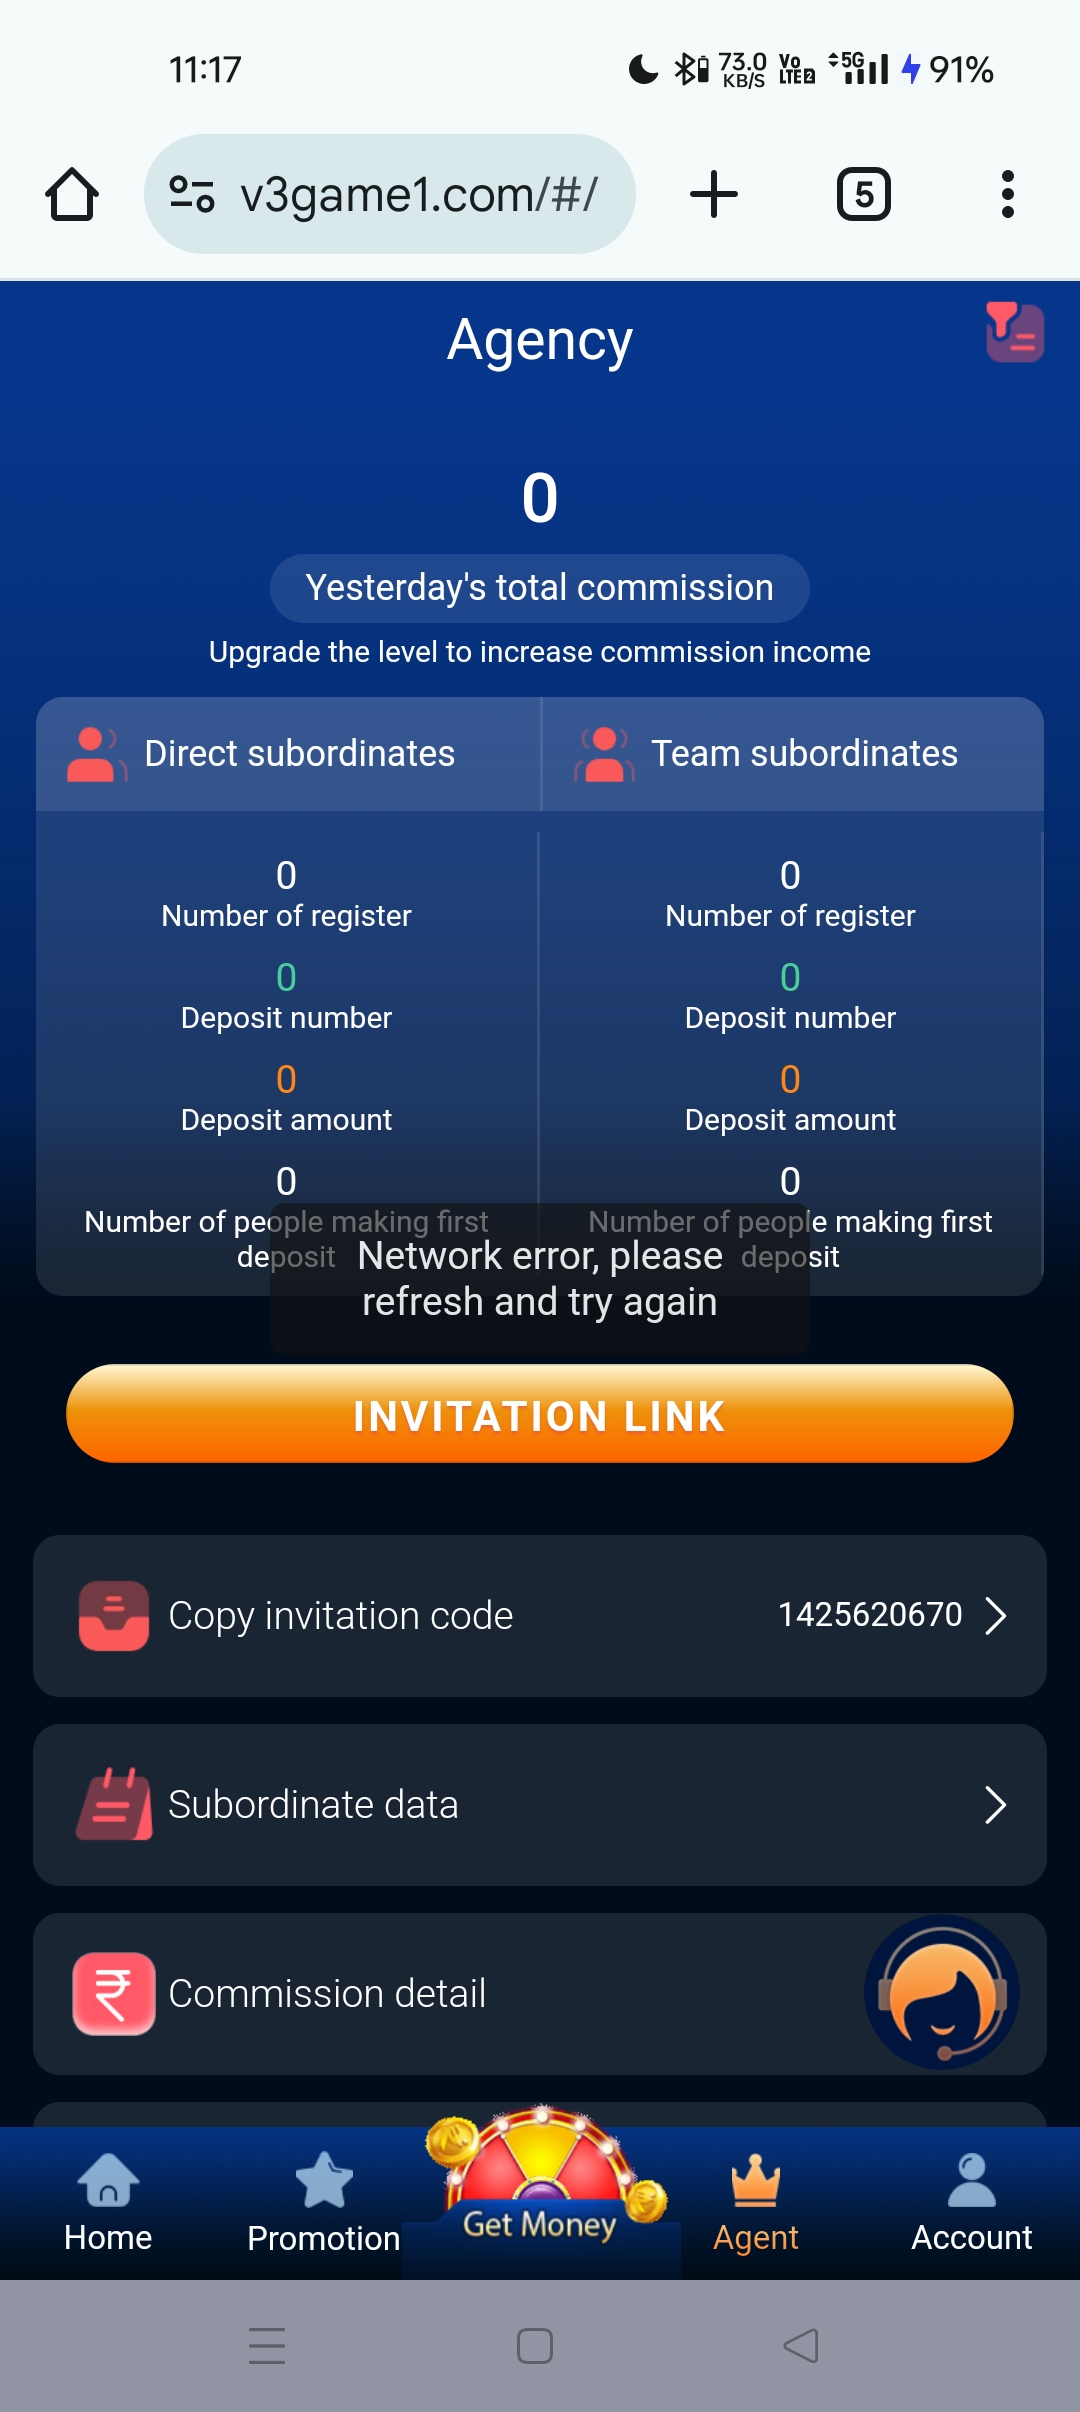 11:17
73.0
KB/S
Vo
LTE 2
5G
91%
v3game1.com/#/
5
Agency
0
Yesterday's total commission
Upgrade the level to increase commission income
Direct subordinates
Team subordinates
0
Number of register
0
Number of register
0
Deposit number
0
Deposit number
0
Deposit amount
0
Deposit amount
0
Number of people making first
deposit
0
Number of people making first
deposit
Network error, please
refresh and try again
INVITATION LINK
Copy invitation code
1425620670
Subordinate data
₹
Commission detail
Get Money
Home
Promotion
Agent
Account